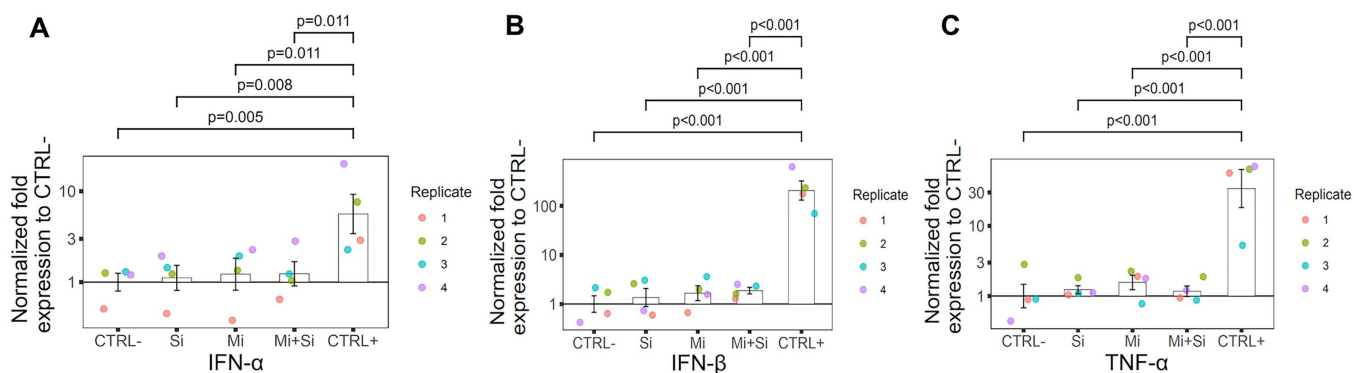 A
p=0.011
p=0.011
p=0.008
p=0.005
Normalized fold
expression to CTRL-
10
3
1
CTRL- Si Mi Mi+Si CTRL+
IFN-α
Replicate
1
2
3
4
B
p<0.001
p<0.001
p<0.001
p<0.001
Normalized fold
expression to CTRL-
100
10
1
CTRL- Si Mi Mi+Si CTRL+
IFN-β
Replicate
1
2
3
4
C
p<0.001
p<0.001
p<0.001
p<0.001
Normalized fold
expression to CTRL-
30
10
3
1
CTRL- Si Mi Mi+Si CTRL+
TNF-α
Replicate
1
2
3
4